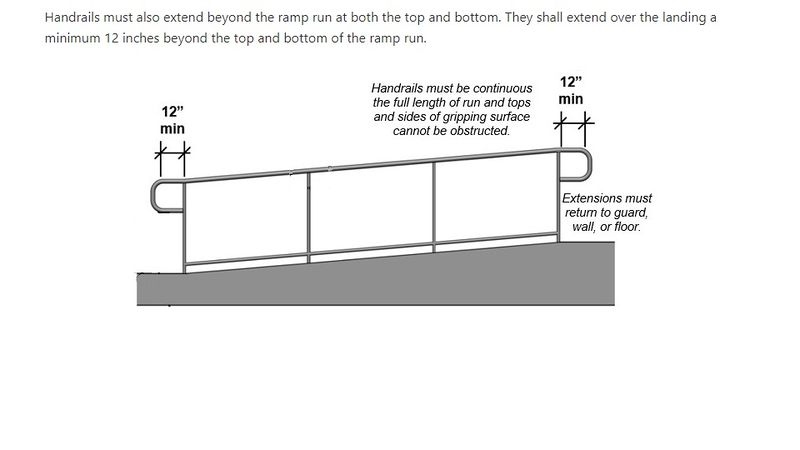 Handrails must also extend beyond the ramp run at both the top and bottom. They shall extend over the landing a
minimum 12 inches beyond the top and bottom of the ramp run.
12”
min
Handrails must be continuous
the full length of run and tops
and sides of gripping surface
cannot be obstructed.
12”
min
Extensions must
return to guard,
wall, or floor.